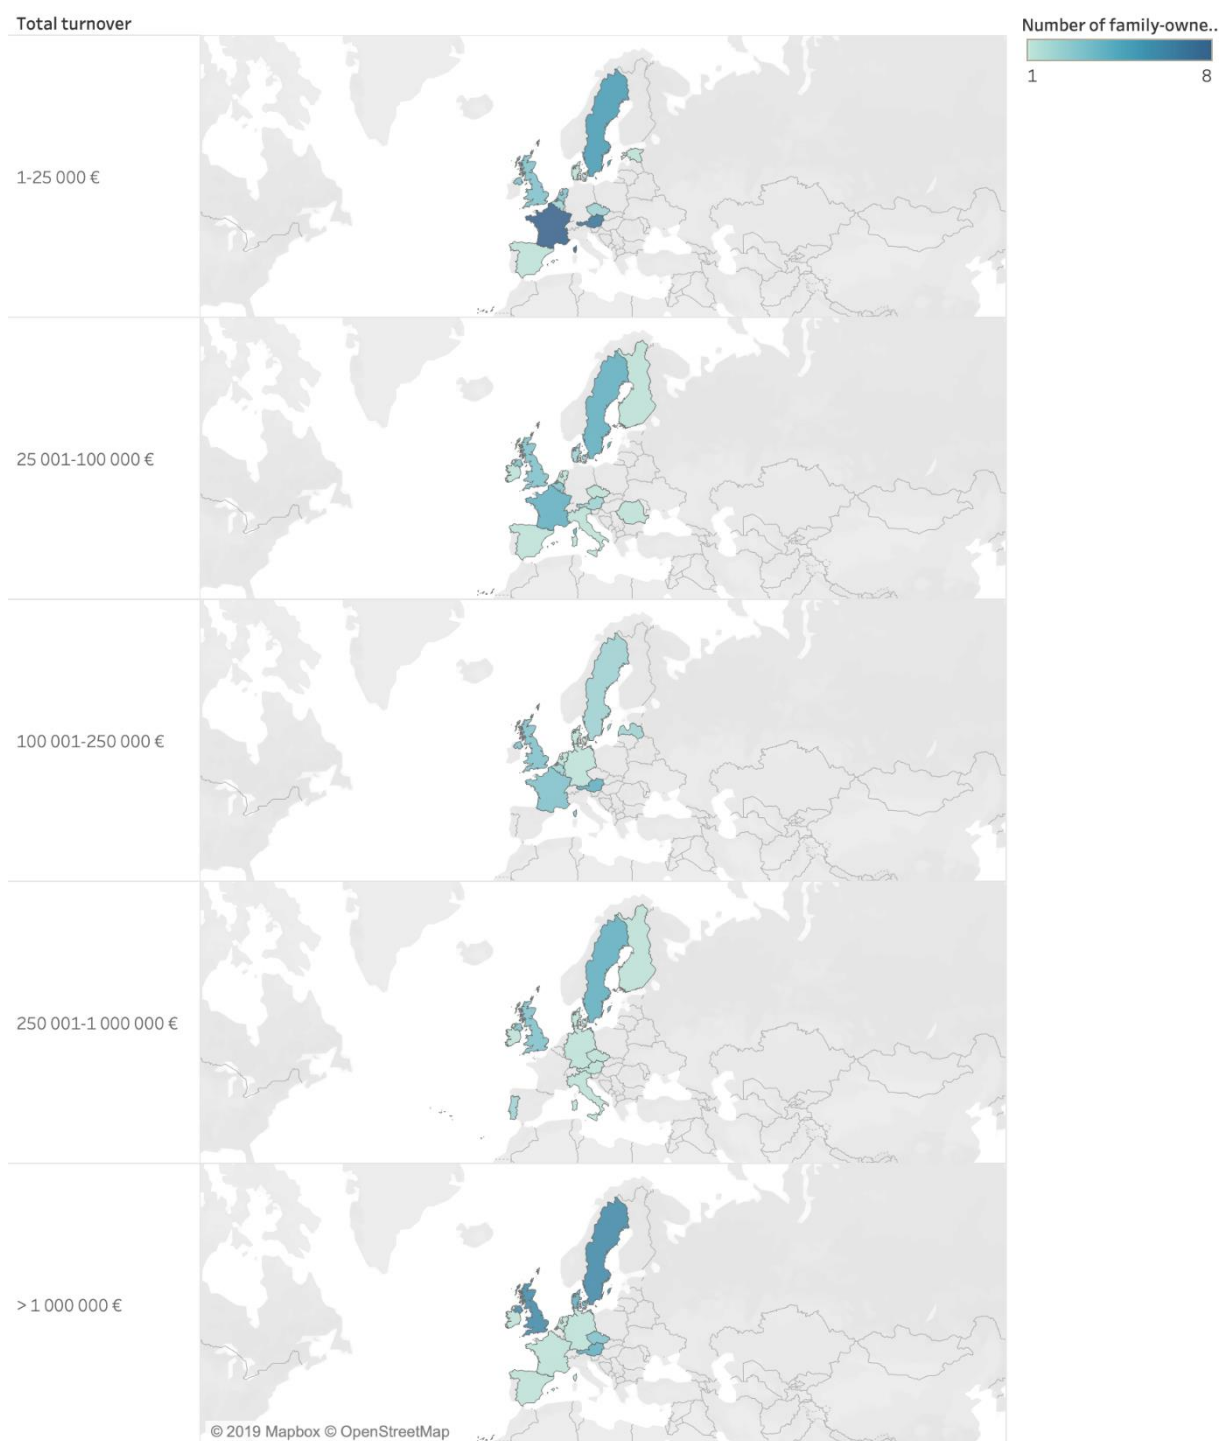 Total turnover
Number of family-owne..
1 8
1-25 000 €
25 001-100 000 €
100 001-250 000 €
250 001-1 000 000 €
> 1 000 000 €
© 2019 Mapbox © OpenStreetMap